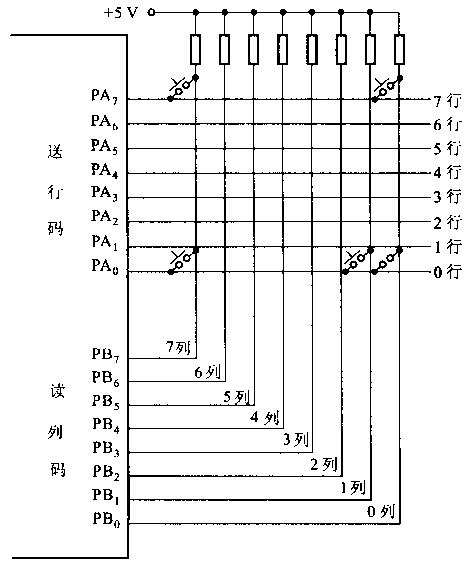 +5 V
PA₇ 7 行
PA₆ 6 行
PA₅ 5 行
PA₄ 4 行
PA₃ 3 行
PA₂ 2 行
PA₁ 1 行
PA₀ 0 行
送
行
码
PB₇ 7列
PB₆ 6 列
PB₅ 5 列
PB₄ 4 列
PB₃ 3 列
PB₂ 2 列
PB₁ 1 列
PB₀ 0 列
读
列
码